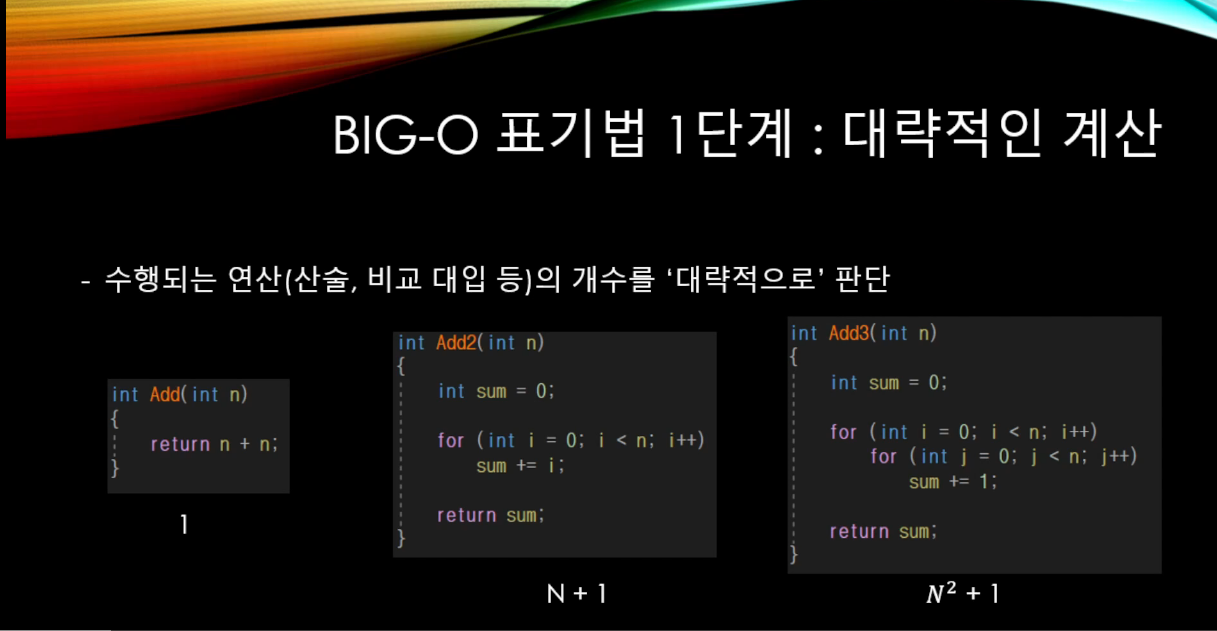 BIG-O 표기법 1단계 : 대략적인 계산
- 수행되는 연산(산술, 비교 대입 등)의 개수를 ‘대략적으로’ 판단
int Add(int n)
{
    return n + n;
}
1
int Add2(int n)
{
    int sum = 0;
    for (int i = 0; i < n; i++)
        sum += i;
    return sum;
}
N + 1
int Add3(int n)
{
    int sum = 0;
    for (int i = 0; i < n; i++)
        for (int j = 0; j < n; j++)
            sum += 1;
    return sum;
}
N² + 1